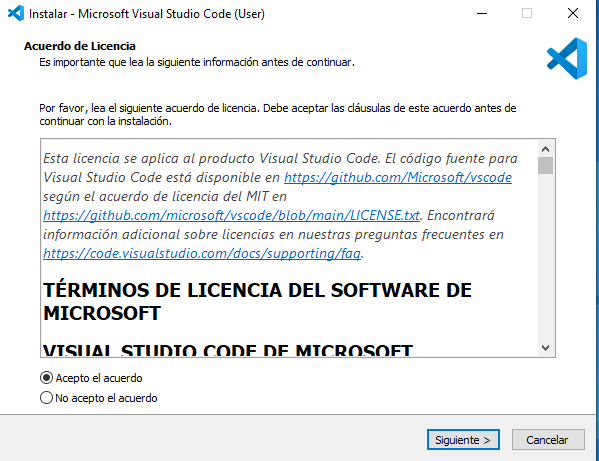 Instalar - Microsoft Visual Studio Code (User)
Acuerdo de Licencia
Es importante que lea la siguiente información antes de continuar.
Por favor, lea el siguiente acuerdo de licencia. Debe aceptar las cláusulas de este acuerdo antes de
continuar con la instalación.
Esta licencia se aplica al producto Visual Studio Code. El código fuente para
Visual Studio Code está disponible en https://github.com/Microsoft/vscode
según el acuerdo de licencia del MIT en
https://github.com/microsoft/vscode/blob/main/LICENSE.txt. Encontrará
información adicional sobre licencias en nuestras preguntas frecuentes en
https://code.visualstudio.com/docs/supporting/faq.
TÉRMINOS DE LICENCIA DEL SOFTWARE DE
MICROSOFT
VISUAL STUDIO CODE DE MICROSOFT
Acepto el acuerdo
No acepto el acuerdo
Siguiente >
Cancelar